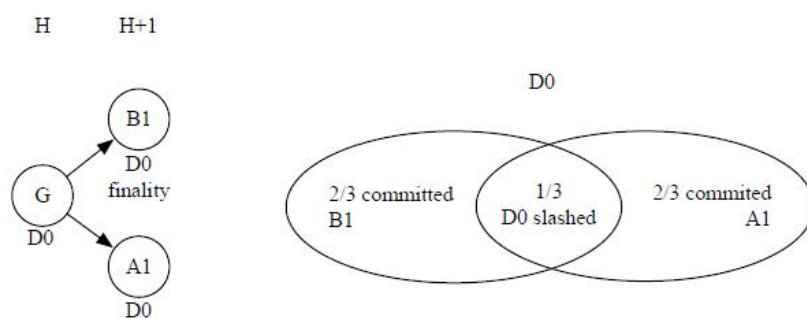 H H+1
B1
D0
finality
G
D0
A1
D0
D0
2/3 committed
B1
1/3
D0 slashed
2/3 commited
A1